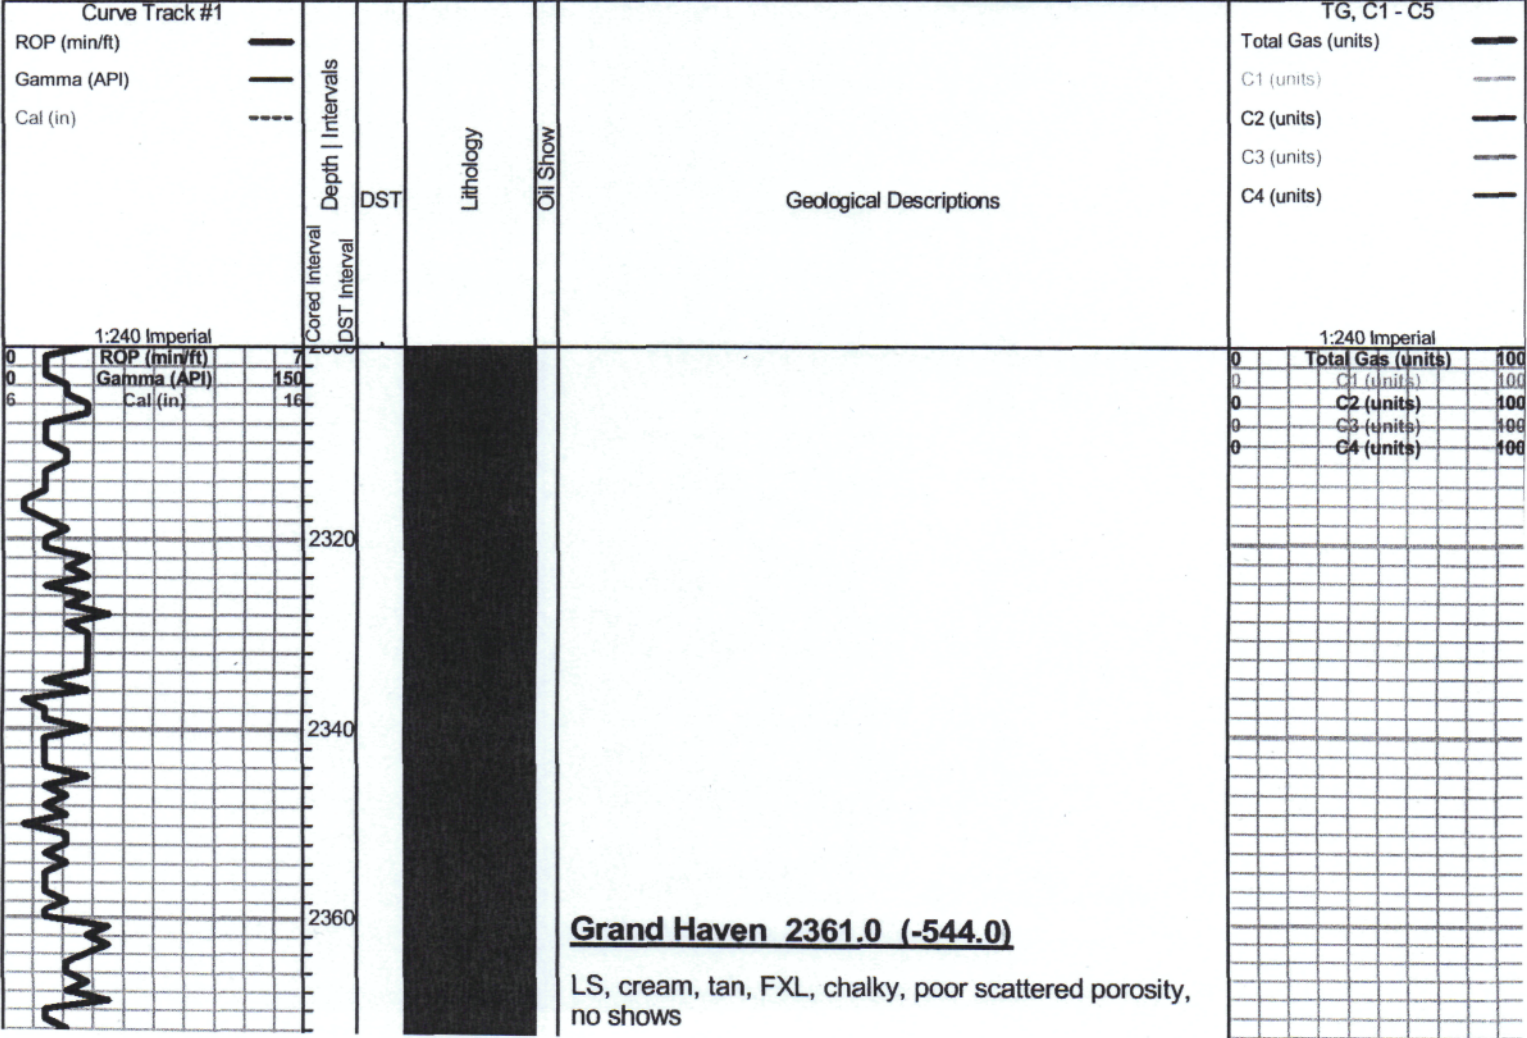 Curve Track #1
ROP (min/ft)
Gamma (API)
Cal (in)
1:240 Imperial
Cored Interval
Depth | Intervals
DST Interval
DST
Lithology
Oil Show
Geological Descriptions
TG, C1 - C5
Total Gas (units)
C1 (units)
C2 (units)
C3 (units)
C4 (units)
1:240 Imperial
0 ROP (min/ft) 7
0 Gamma (API) 150
6 Cal (in) 16
0 Total Gas (units) 100
0 C1 (units) 100
0 C2 (units) 100
0 C3 (units) 100
0 C4 (units) 100
2320
2340
2360
Grand Haven 2361.0 (-544.0)
LS, cream, tan, FXL, chalky, poor scattered porosity,
no shows